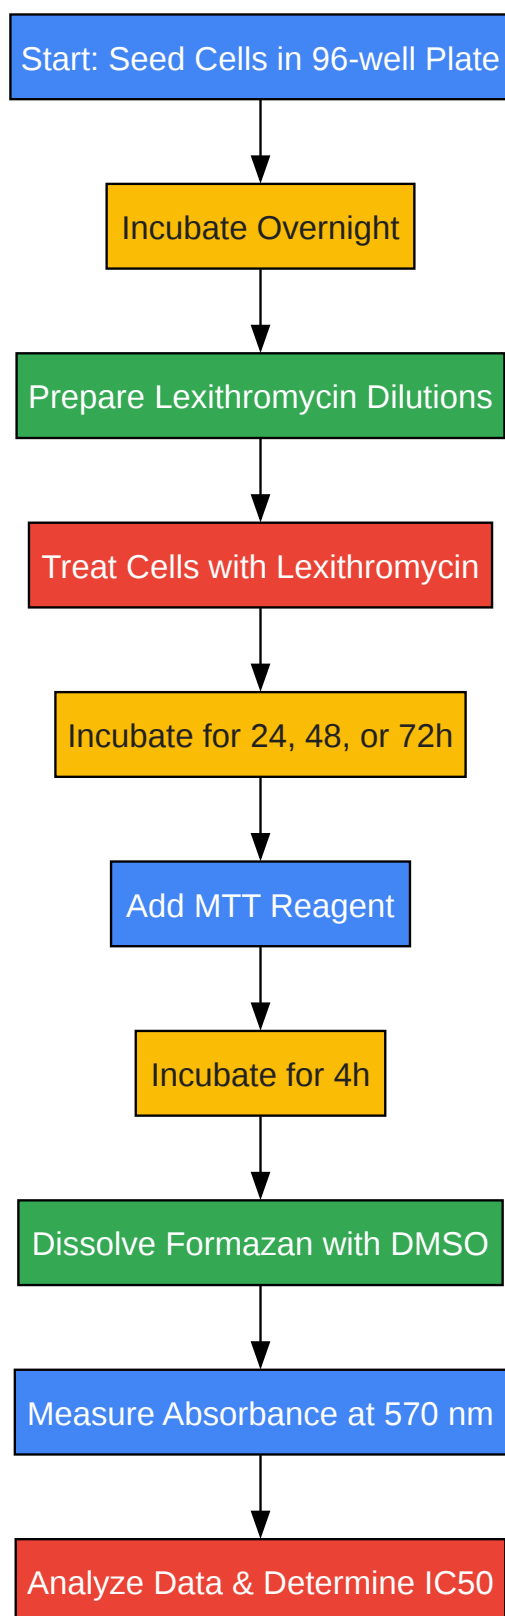 Start: Seed Cells in 96-well Plate
Incubate Overnight
Prepare Lexithromycin Dilutions
Treat Cells with Lexithromycin
Incubate for 24, 48, or 72h
Add MTT Reagent
Incubate for 4h
Dissolve Formazan with DMSO
Measure Absorbance at 570 nm
Analyze Data & Determine IC50